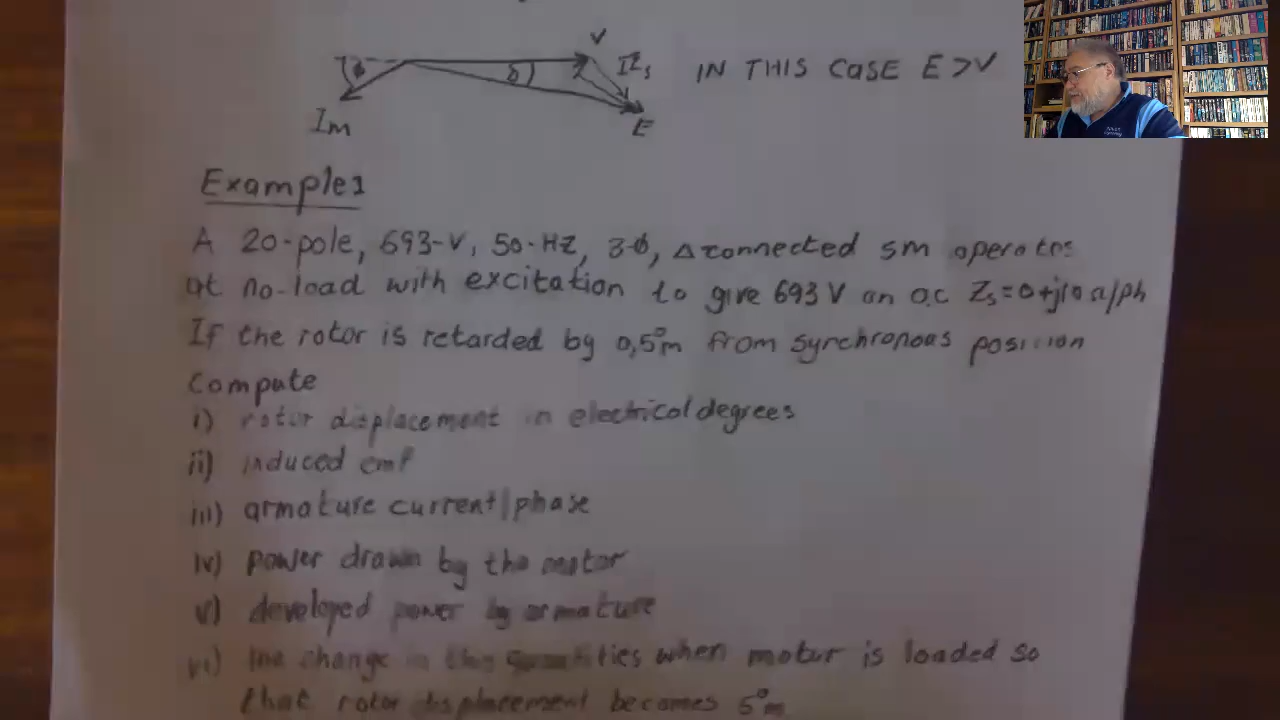 V
IZs
IN THIS CASE E > V
ϕ
δ
Im
E
Example 1
A 20-pole, 693-V, 50-Hz, 3-ϕ, Δ connected sm operates
at no-load with excitation to give 693 V on o.c Zs = 0+j10 Ω/ph
If the rotor is retarded by 0,5°m from synchronous position
Compute
i) rotor displacement in electrical degrees
ii) induced emf
iii) armature current/phase
iv) power drawn by the motor
v) developed power by armature
vi) the change in the quantities when motor is loaded so
that rotor displacement becomes 5°m